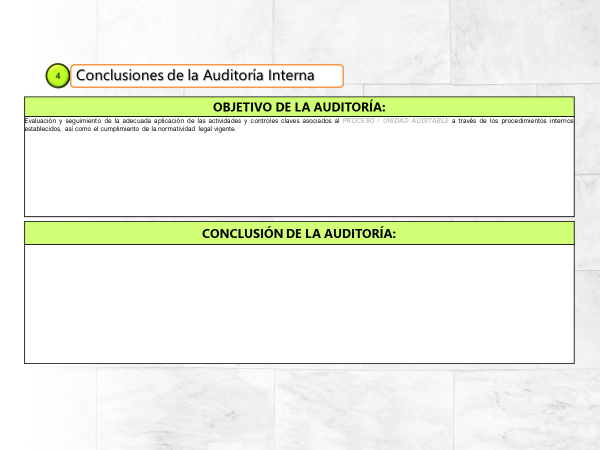 4
Conclusiones de la Auditoría Interna
OBJETIVO DE LA AUDITORÍA:
Evaluación y seguimiento de la adecuada aplicación de las actividades y controles claves asociados al PROCESO / UNIDAD AUDITABLE a través de los procedimientos internos
establecidos, así como el cumplimiento de la normatividad legal vigente.
CONCLUSIÓN DE LA AUDITORÍA: